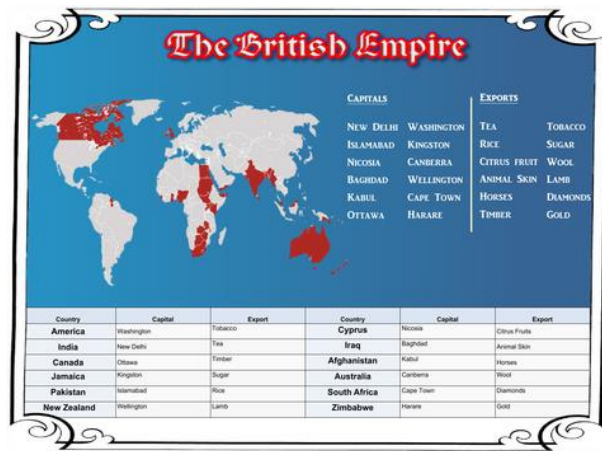 The British Empire
CAPITALS
NEW DELHI WASHINGTON
ISLAMABAD KINGSTON
NICOSIA CANBERRA
BAGHDAD WELLINGTON
KABUL CAPE TOWN
OTTAWA HARARE
EXPORTS
TEA TOBACCO
RICE SUGAR
CITRUS FRUIT WOOL
ANIMAL SKIN LAMB
HORSES DIAMONDS
TIMBER GOLD
Country Capital Export Country Capital Export
America Washington Tobacco Cyprus Nicosia Citrus Fruits
India New Delhi Tea Iraq Baghdad Animal Skin
Canada Ottawa Timber Afghanistan Kabul Horses
Jamaica Kingston Sugar Australia Canberra Wool
Pakistan Islamabad Rice South Africa Cape Town Diamonds
New Zealand Wellington Lamb Zimbabwe Harare Gold